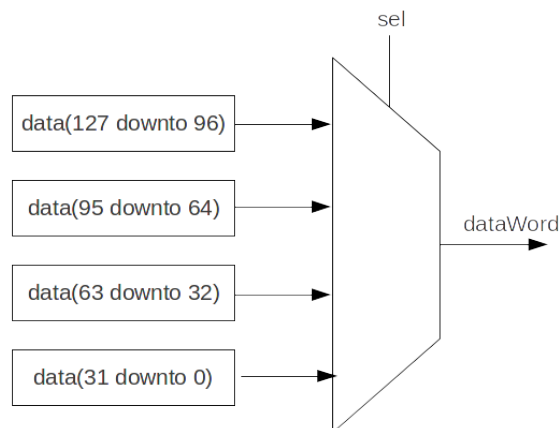 sel
data(127 downto 96)
data(95 downto 64)
dataWord
data(63 downto 32)
data(31 downto 0)